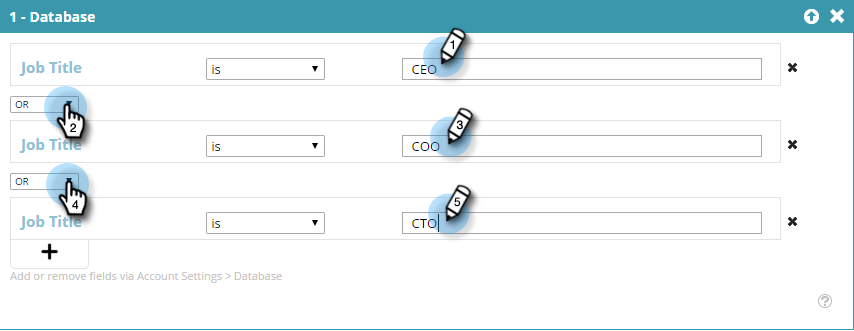 1 - Database
Job Title is CEO
1
OR
2
Job Title is COO
3
OR
4
Job Title is CTO
5
Add or remove fields via Account Settings > Database